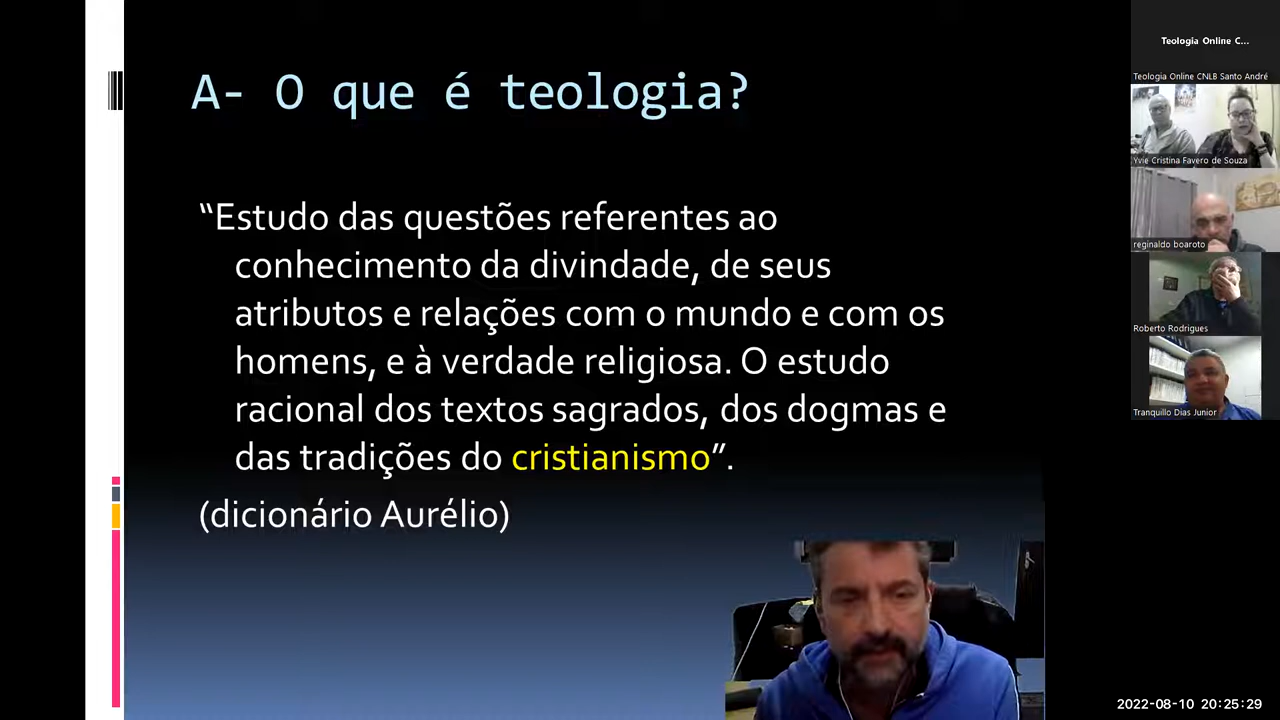 A- O que é teologia?
“Estudo das questões referentes ao
conhecimento da divindade, de seus
atributos e relações com o mundo e com os
homens, e à verdade religiosa. O estudo
racional dos textos sagrados, dos dogmas e
das tradições do cristianismo”.
(dicionário Aurélio)
Teologia Online C...
Teologia Online CNLB Santo André
Yvie Cristina Favero de Souza
reginaldo boaroto
Roberto Rodrigues
Tranquillo Dias Junior
2022-08-10 20:25:29